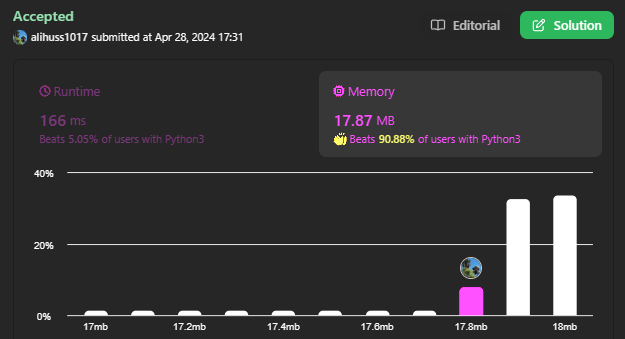 Accepted
alihuss1017 submitted at Apr 28, 2024 17:31
Editorial
Solution
Runtime
166 ms
Beats 5.05% of users with Python3
Memory
17.87 MB
Beats 90.88% of users with Python3
40%
20%
0%
17mb 17.2mb 17.4mb 17.6mb 17.8mb 18mb